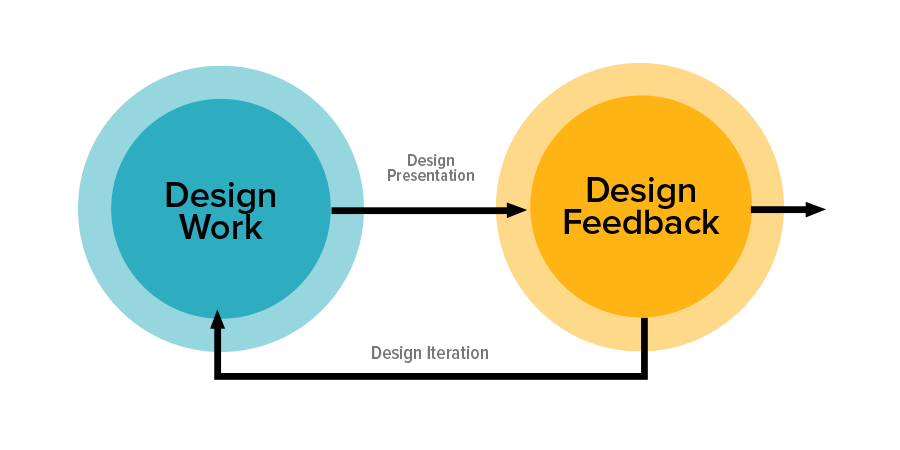 Design
Work
Design
Presentation
Design
Feedback
Design Iteration